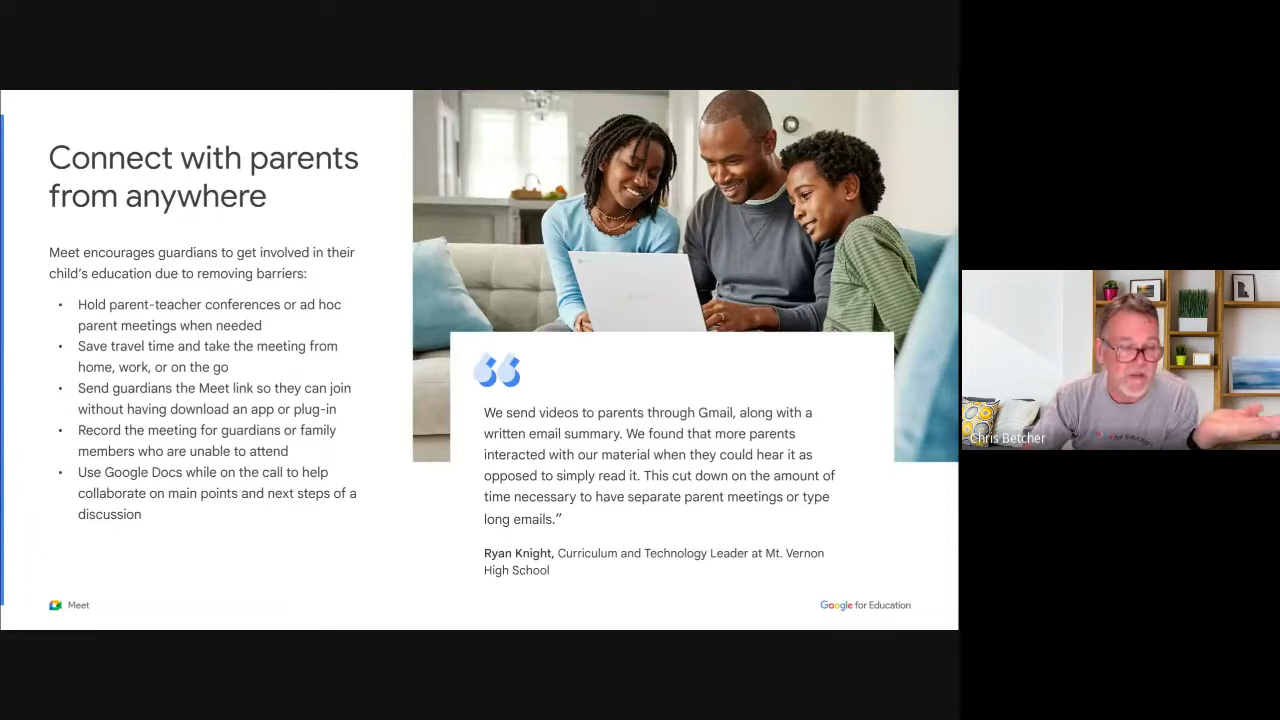 Connect with parents
from anywhere
Meet encourages guardians to get involved in their
child's education due to removing barriers:
• Hold parent-teacher conferences or ad hoc
parent meetings when needed
• Save travel time and take the meeting from
home, work, or on the go
• Send guardians the Meet link so they can join
without having download an app or plug-in
• Record the meeting for guardians or family
members who are unable to attend
• Use Google Docs while on the call to help
collaborate on main points and next steps of a
discussion
Meet
“
We send videos to parents through Gmail, along with a
written email summary. We found that more parents
interacted with our material when they could hear it as
opposed to simply read it. This cut down on the amount of
time necessary to have separate parent meetings or type
long emails.”
Ryan Knight, Curriculum and Technology Leader at Mt. Vernon
High School
Google for Education
Chris Betcher
for Education